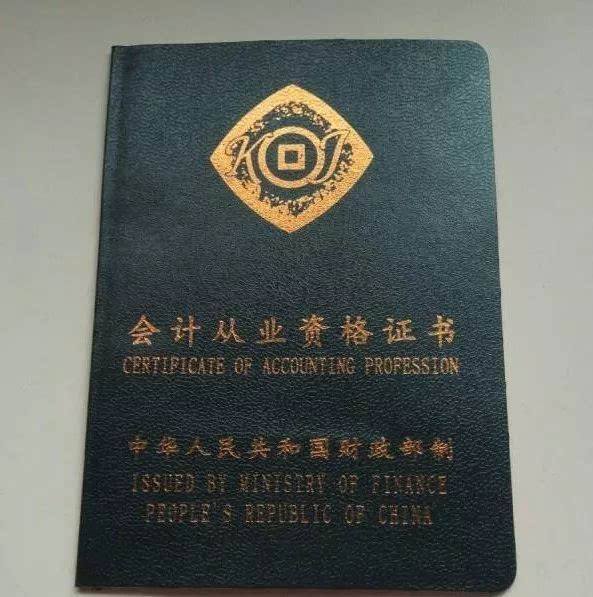 KJ
会计从业资格证书
CERTIFICATE OF ACCOUNTING PROFESSION
中华人民共和国财政部制
ISSUED BY MINISTRY OF FINANCE
PEOPLE'S REPUBLIC OF CHINA